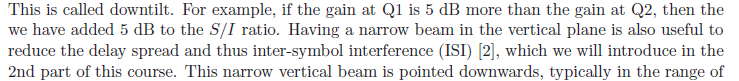 This is called downtilt. For example, if the gain at Q1 is 5 dB more than the gain at Q2, then the
we have added 5 dB to the S/I ratio. Having a narrow beam in the vertical plane is also useful to
reduce the delay spread and thus inter-symbol interference (ISI) [2], which we will introduce in the
2nd part of this course. This narrow vertical beam is pointed downwards, typically in the range of